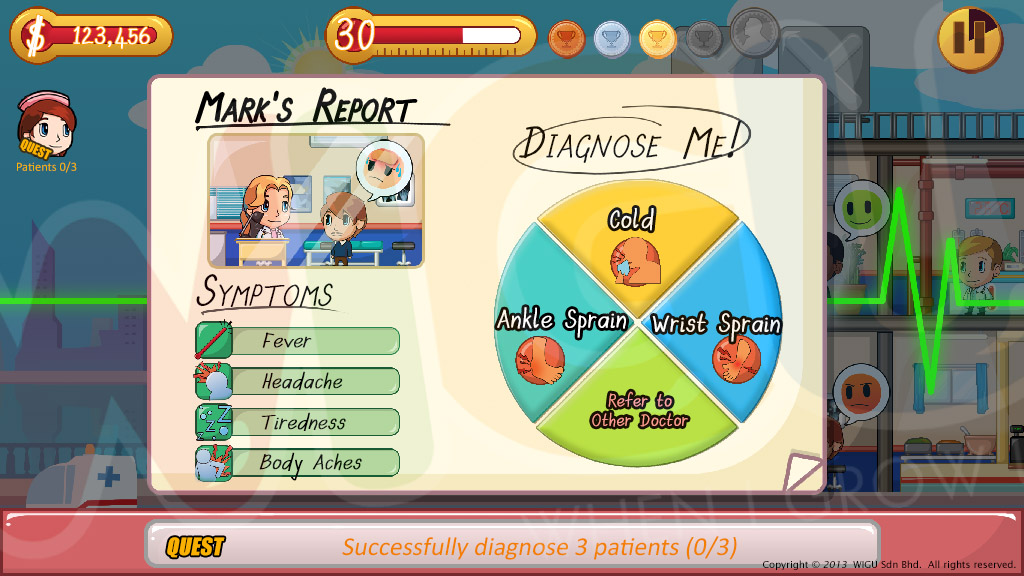 $ 123,456
30
QUEST
Patients 0/3
MARK'S REPORT
SYMPTOMS
Fever
Headache
Tiredness
Body Aches
DIAGNOSE ME!
Cold
Ankle Sprain
Wrist Sprain
Refer to
Other Doctor
WHEN I GROW
QUEST
Successfully diagnose 3 patients (0/3)
Copyright © 2013 WIGU Sdn Bhd. All rights reserved.